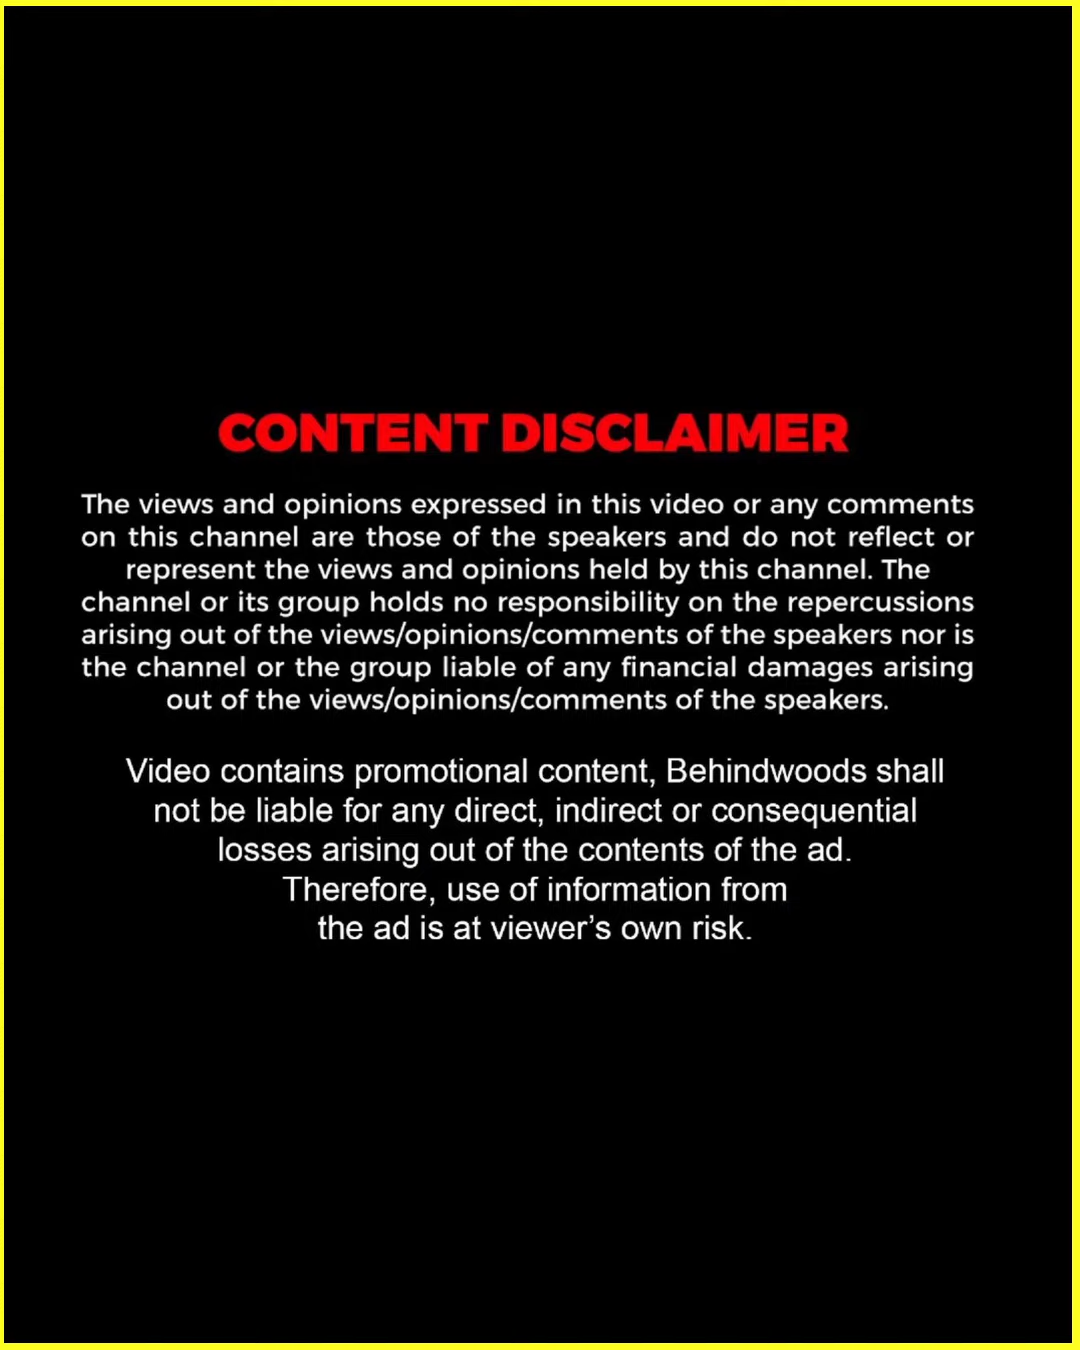 CONTENT DISCLAIMER
The views and opinions expressed in this video or any comments
on this channel are those of the speakers and do not reflect or
represent the views and opinions held by this channel. The
channel or its group holds no responsibility on the repercussions
arising out of the views/opinions/comments of the speakers nor is
the channel or the group liable of any financial damages arising
out of the views/opinions/comments of the speakers.
Video contains promotional content, Behindwoods shall
not be liable for any direct, indirect or consequential
losses arising out of the contents of the ad.
Therefore, use of information from
the ad is at viewer’s own risk.